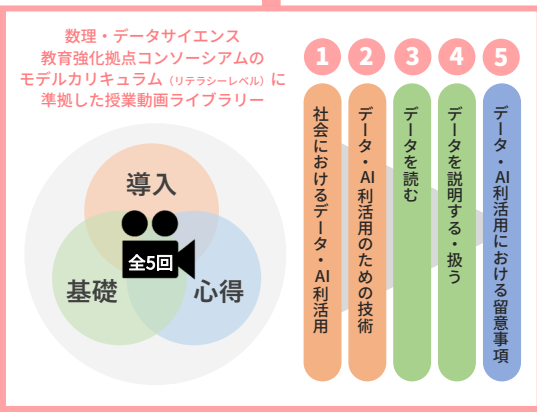 数理・データサイエンス
教育強化拠点コンソーシアムの
モデルカリキュラム（リテラシーレベル）に
準拠した授業動画ライブラリー
導入
全5回
基礎
心得
1
社会におけるデータ・AI利活用
2
データ・AI利活用のための技術
3
データを読む
4
データを説明する・扱う
5
データ・AI利活用における留意事項